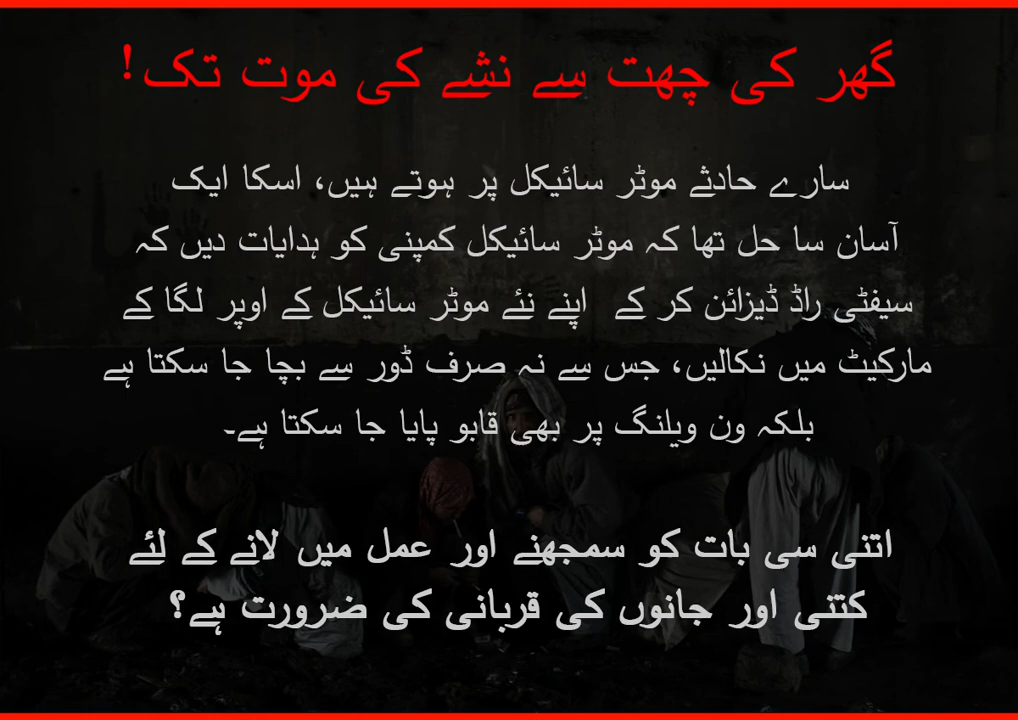 گھر کی چھت سے نشے کی موت تک!
سارے حادثے موٹر سائیکل پر ہوتے ہیں، اسکا ایک
آسان سا حل تھا کہ موٹر سائیکل کمپنی کو ہدایات دیں کہ
سیفٹی راڈ ڈیزائن کر کے اپنے نئے موٹر سائیکل کے اوپر لگا کے
مارکیٹ میں نکالیں، جس سے نہ صرف ڈور سے بچا جا سکتا ہے
بلکہ ون ویلنگ پر بھی قابو پایا جا سکتا ہے۔
اتنی سی بات کو سمجھنے اور عمل میں لانے کے لئے
کتنی اور جانوں کی قربانی کی ضرورت ہے؟